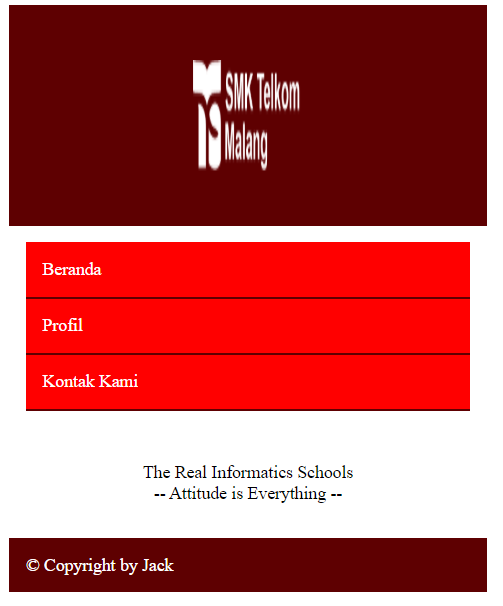 SMK Telkom
Malang
Beranda
Profil
Kontak Kami
The Real Informatics Schools
-- Attitude is Everything --
© Copyright by Jack